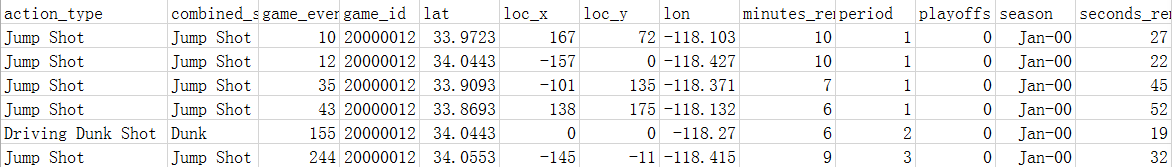 action_type combined_s game_even game_id lat loc_x loc_y lon minutes_rem period playoffs season seconds_rem
Jump Shot Jump Shot 10 20000012 33.9723 167 72 -118.103 10 1 0 Jan-00 27
Jump Shot Jump Shot 12 20000012 34.0443 -157 0 -118.427 10 1 0 Jan-00 22
Jump Shot Jump Shot 35 20000012 33.9093 -101 135 -118.371 7 1 0 Jan-00 45
Jump Shot Jump Shot 43 20000012 33.8693 138 175 -118.132 6 1 0 Jan-00 52
Driving Dunk Shot Dunk 155 20000012 34.0443 0 0 -118.27 6 2 0 Jan-00 19
Jump Shot Jump Shot 244 20000012 34.0553 -145 -11 -118.415 9 3 0 Jan-00 32